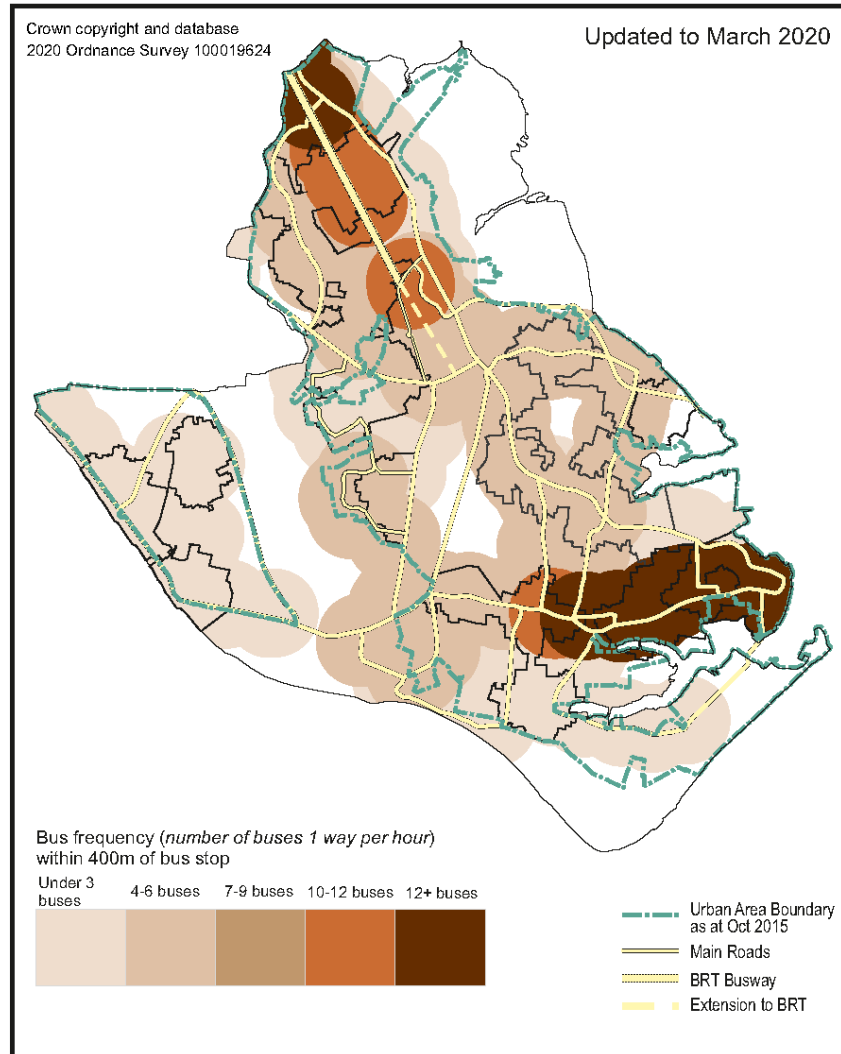 Crown copyright and database
2020 Ordnance Survey 100019624
Updated to March 2020
Bus frequency (number of buses 1 way per hour)
within 400m of bus stop
Under 3
buses
4-6 buses
7-9 buses
10-12 buses
12+ buses
Urban Area Boundary
as at Oct 2015
Main Roads
BRT Busway
Extension to BRT